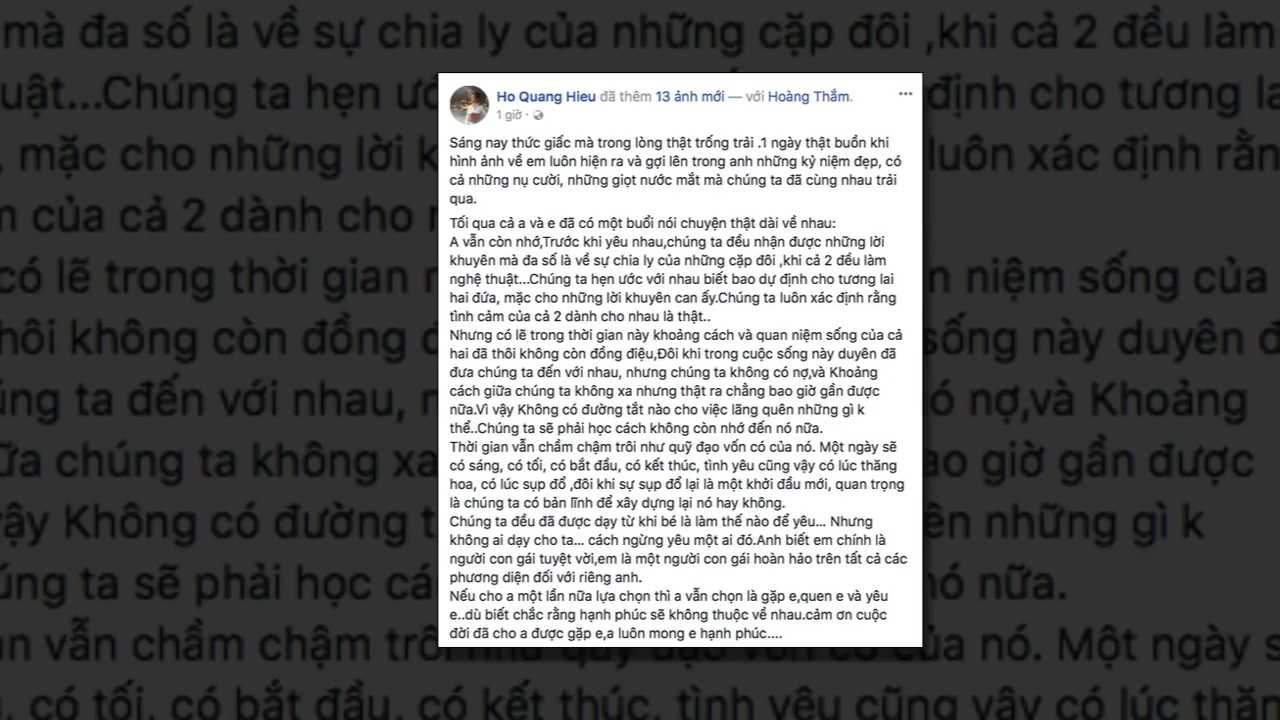 Ho Quang Hieu đã thêm 13 ảnh mới — với Hoàng Thắm.
1 giờ ·
Sáng nay thức giấc mà trong lòng thật trống trải .1 ngày thật buồn khi
hình ảnh về em luôn hiện ra và gợi lên trong anh những kỷ niệm đẹp, có
cả những nụ cười, những giọt nước mắt mà chúng ta đã cùng nhau trải
qua.
Tối qua cả a và e đã có một buổi nói chuyện thật dài về nhau:
A vẫn còn nhớ,Trước khi yêu nhau,chúng ta đều nhận được những lời
khuyên mà đa số là về sự chia ly của những cặp đôi ,khi cả 2 đều làm
nghệ thuật...Chúng ta hẹn ước với nhau biết bao dự định cho tương lai
hai đứa, mặc cho những lời khuyên can ấy.Chúng ta luôn xác định rằng
tình cảm của cả 2 dành cho nhau là thật..
Nhưng có lẽ trong thời gian này khoảng cách và quan niệm sống của cả
hai đã thôi không còn đồng điệu,Đôi khi trong cuộc sống này duyên đã
đưa chúng ta đến với nhau, nhưng chúng ta không có nợ,và Khoảng
cách giữa chúng ta không xa nhưng thật ra chẳng bao giờ gần được
nữa.Vì vậy Không có đường tắt nào cho việc lãng quên những gì k
thể..Chúng ta sẽ phải học cách không còn nhớ đến nó nữa.
Thời gian vẫn chầm chậm trôi như quỹ đạo vốn có của nó. Một ngày sẽ
có sáng, có tối, có bắt đầu, có kết thúc, tình yêu cũng vậy có lúc thăng
hoa, có lúc sụp đổ ,đôi khi sự sụp đổ lại là một khởi đầu mới, quan trọng
là chúng ta có bản lĩnh để xây dựng lại nó hay không.
Chúng ta đều đã được dạy từ khi bé là làm thế nào để yêu... Nhưng
không ai dạy cho ta... cách ngừng yêu một ai đó.Anh biết em chính là
người con gái tuyệt vời,em là một người con gái hoàn hảo trên tất cả các
phương diện đối với riêng anh.
Nếu cho a một lần nữa lựa chọn thì a vẫn chọn là gặp e,quen e và yêu
e..dù biết chắc rằng hạnh phúc sẽ không thuộc về nhau.cảm ơn cuộc
đời đã cho a được gặp e,a luôn mong e hạnh phúc....